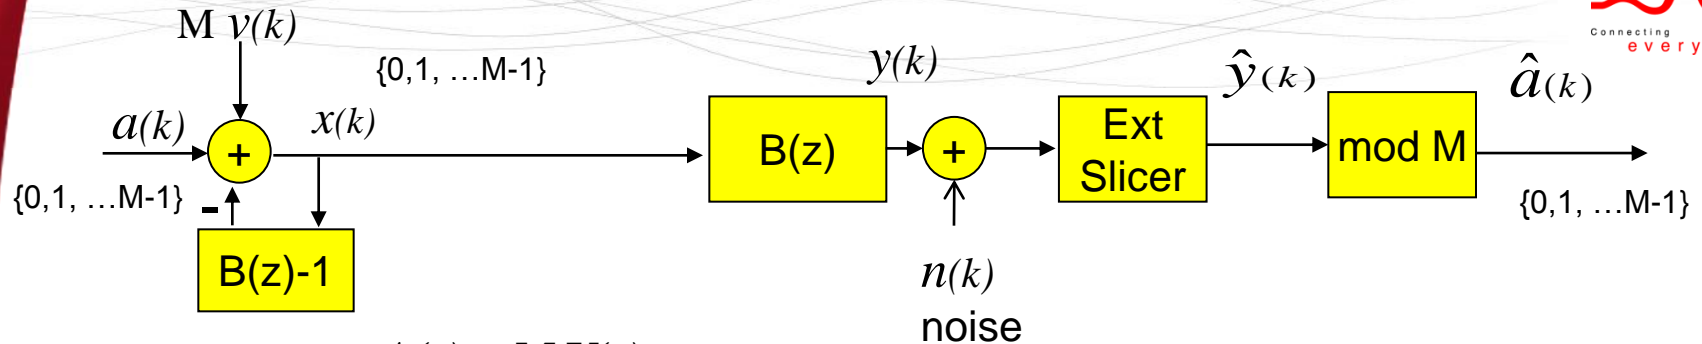 M v(k)
{0,1, …M-1}
y(k)
ŷ(k)
â(k)
Connecting
every
a(k)
x(k)
+
B(z)
+
Ext
Slicer
mod M
{0,1, …M-1}
-
{0,1, …M-1}
B(z)-1
n(k)
noise